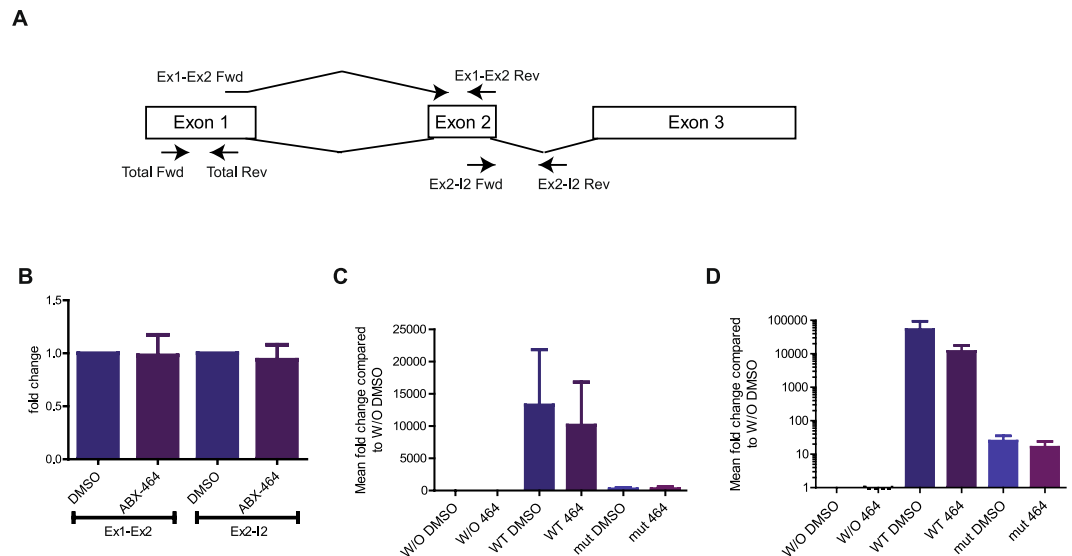 A
Ex1-Ex2 Fwd
Ex1-Ex2 Rev
Exon 1
Exon 2
Exon 3
Total Fwd
Total Rev
Ex2-I2 Fwd
Ex2-I2 Rev
B
fold change
1.5
1.0
0.5
0.0
DMSO
ABX-464
DMSO
ABX-464
Ex1-Ex2
Ex2-I2
C
Mean fold change compared
to W/O DMSO
25000
20000
15000
10000
5000
0
W/O DMSO
W/O 464
WT DMSO
WT 464
mut DMSO
mut 464
D
Mean fold change compared
to W/O DMSO
100000
10000
1000
100
10
1
W/O DMSO
W/O 464
WT DMSO
WT 464
mut DMSO
mut 464